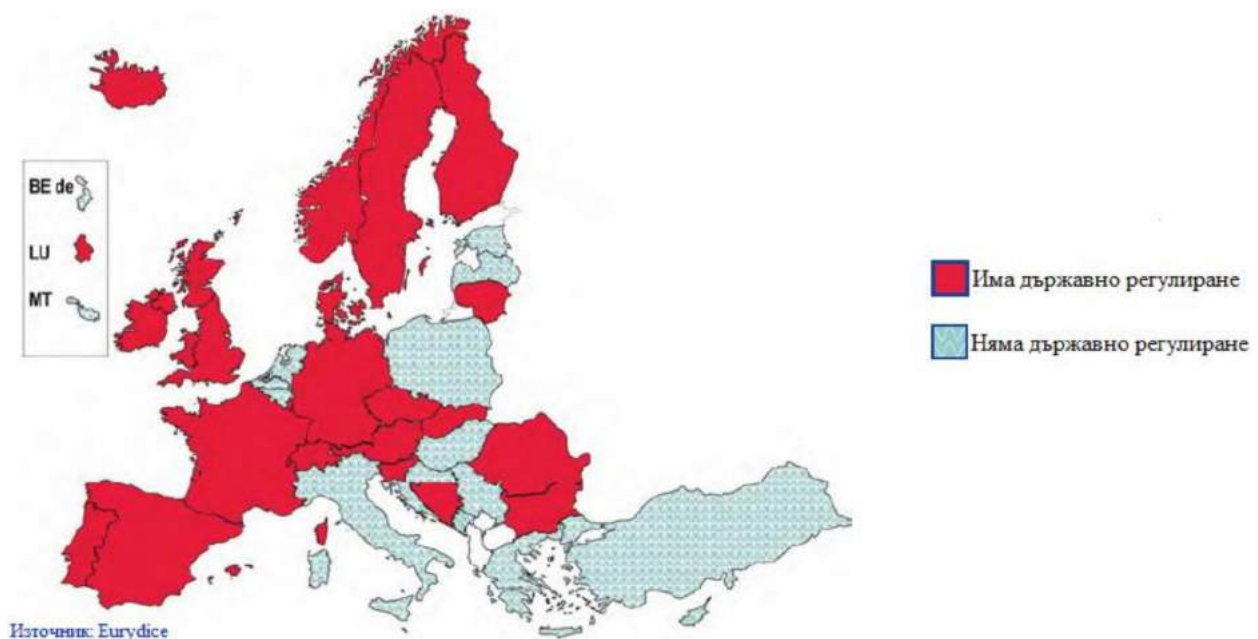 BE de
LU
MT
Има държавно регулиране
Няма държавно регулиране
Източник: Eurydice